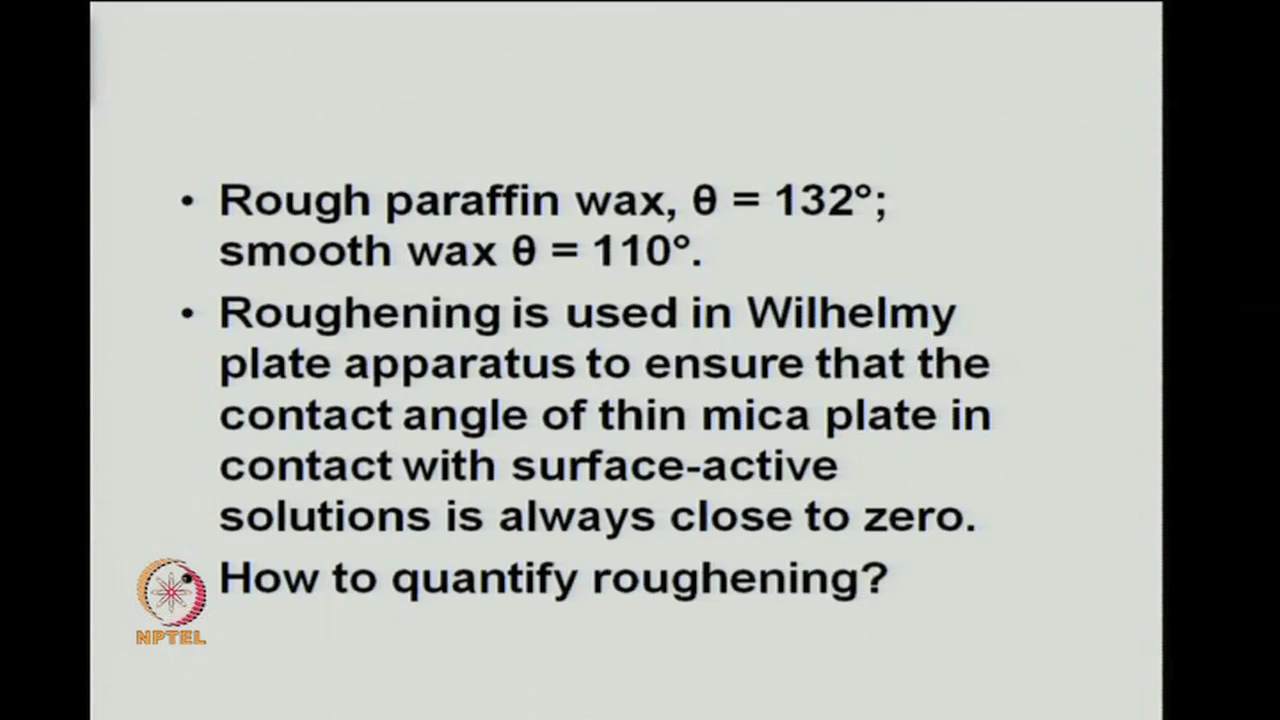 • Rough paraffin wax, θ = 132°;
smooth wax θ = 110°.
• Roughening is used in Wilhelmy
plate apparatus to ensure that the
contact angle of thin mica plate in
contact with surface-active
solutions is always close to zero.
How to quantify roughening?
NPTEL